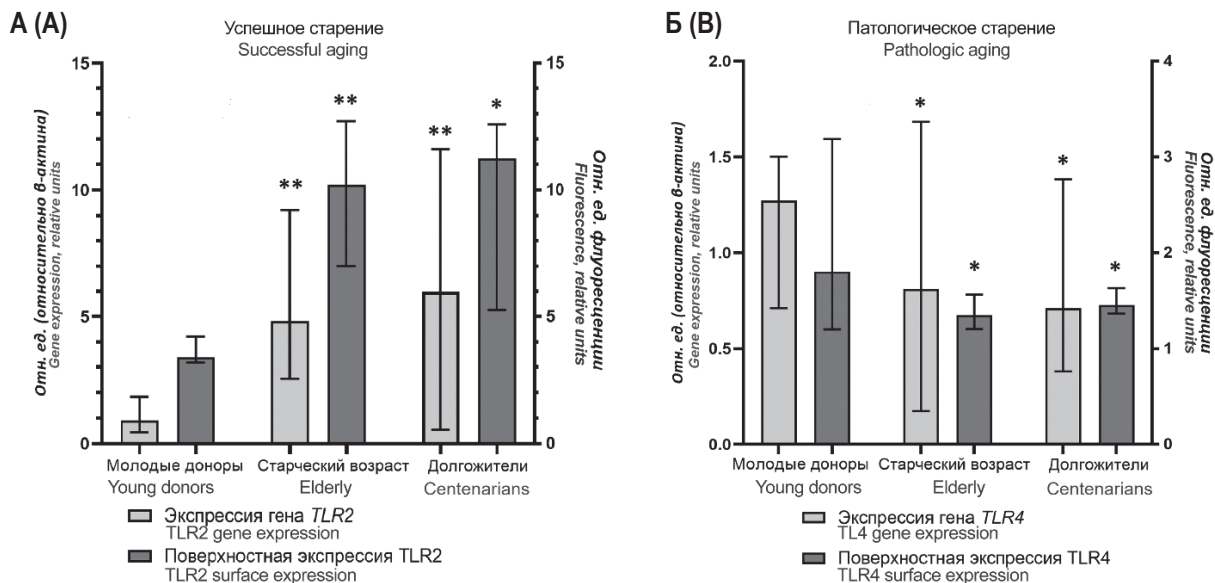 А (A)
Успешное старение
Successful aging
15
10
5
0
15
10
5
0
Отн. ед. (относительно в-актина)
Gene expression, relative units
Отн. ед. флуоресценции
Fluorescence, relative units
**
**
**
*
Молодые доноры
Young donors
Старческий возраст
Elderly
Долгожители
Centenarians
Экспрессия гена TLR2
TLR2 gene expression
Поверхностная экспрессия TLR2
TLR2 surface expression
Б (B)
Патологическое старение
Pathologic aging
2.0
1.5
1.0
0.5
0.0
4
3
2
1
0
Отн. ед. (относительно в-актина)
Gene expression, relative units
Отн. ед. флуоресценции
Fluorescence, relative units
*
*
*
*
Молодые доноры
Young donors
Старческий возраст
Elderly
Долгожители
Centenarians
Экспрессия гена TLR4
TL4 gene expression
Поверхностная экспрессия TLR4
TLR4 surface expression